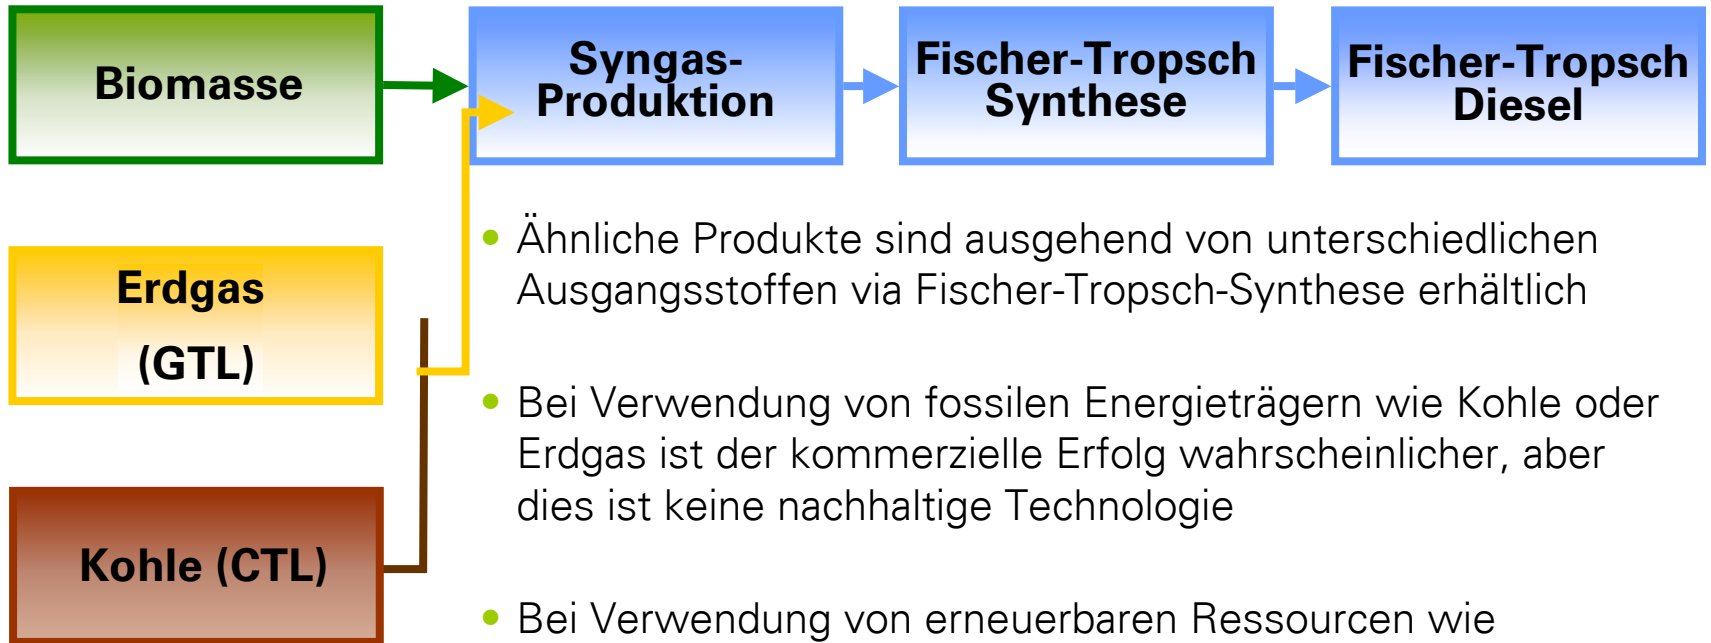 Biomasse
Syngas-
Produktion
Fischer-Tropsch
Synthese
Fischer-Tropsch
Diesel
Erdgas
(GTL)
Kohle (CTL)
• Ähnliche Produkte sind ausgehend von unterschiedlichen
Ausgangsstoffen via Fischer-Tropsch-Synthese erhältlich
• Bei Verwendung von fossilen Energieträgern wie Kohle oder
Erdgas ist der kommerzielle Erfolg wahrscheinlicher, aber
dies ist keine nachhaltige Technologie
• Bei Verwendung von erneuerbaren Ressourcen wie